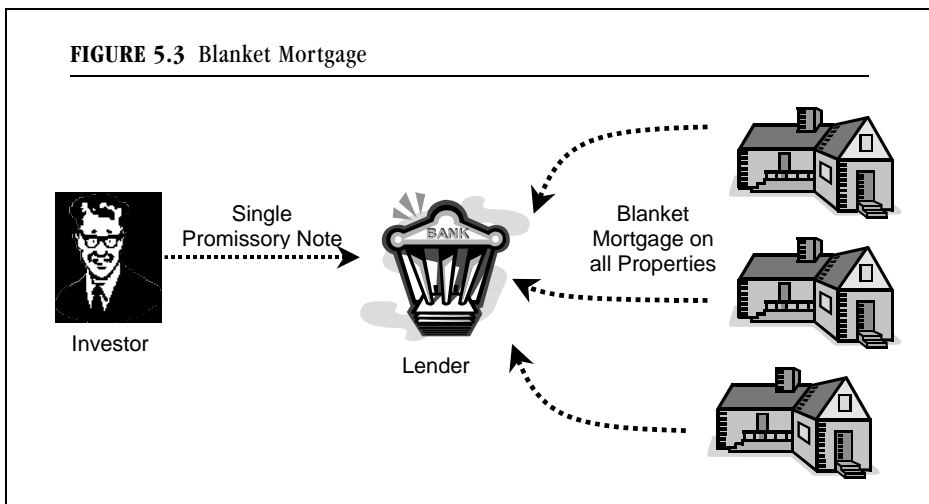 FIGURE 5.3 Blanket Mortgage
Single
Promissory Note
Investor
BANK
Lender
Blanket
Mortgage on
all Properties